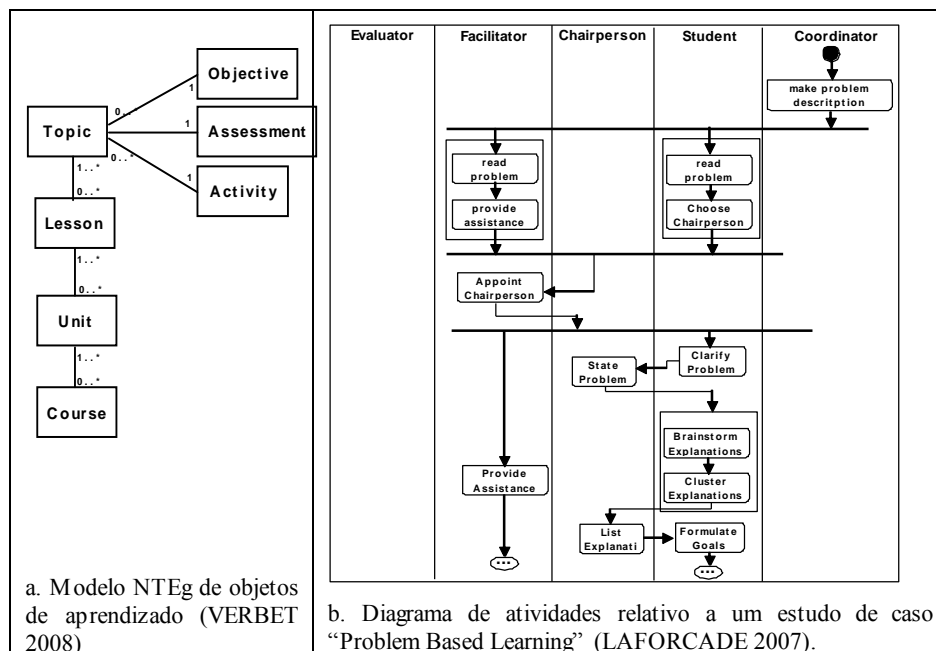 Objective
1
0..*
Topic
1
Assessment
0..*
1
Activity
1..*
0..*
Lesson
1..*
0..*
Unit
1..*
0..*
Course
a. Modelo NTEg de objetos
de aprendizado (VERBET
2008)
Evaluator Facilitator Chairperson Student Coordinator
make problem
descritption
read
problem
provide
assistance
read
problem
Choose
Chairperson
Appoint
Chairperson
Clarify
Problem
State
Problem
Brainstorm
Explanations
Cluster
Explanations
Provide
Assistance
List
Explanati
Formulate
Goals
...
...
b. Diagrama de atividades relativo a um estudo de caso
“Problem Based Learning” (LAFORCADE 2007).